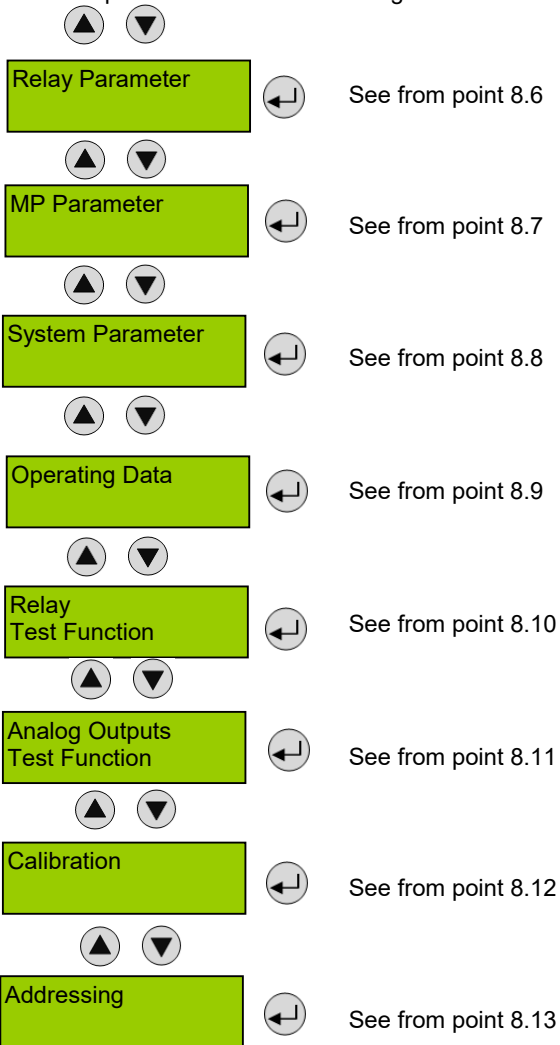 Relay Parameter
See from point 8.6
MP Parameter
See from point 8.7
System Parameter
See from point 8.8
Operating Data
See from point 8.9
Relay
Test Function
See from point 8.10
Analog Outputs
Test Function
See from point 8.11
Calibration
See from point 8.12
Addressing
See from point 8.13